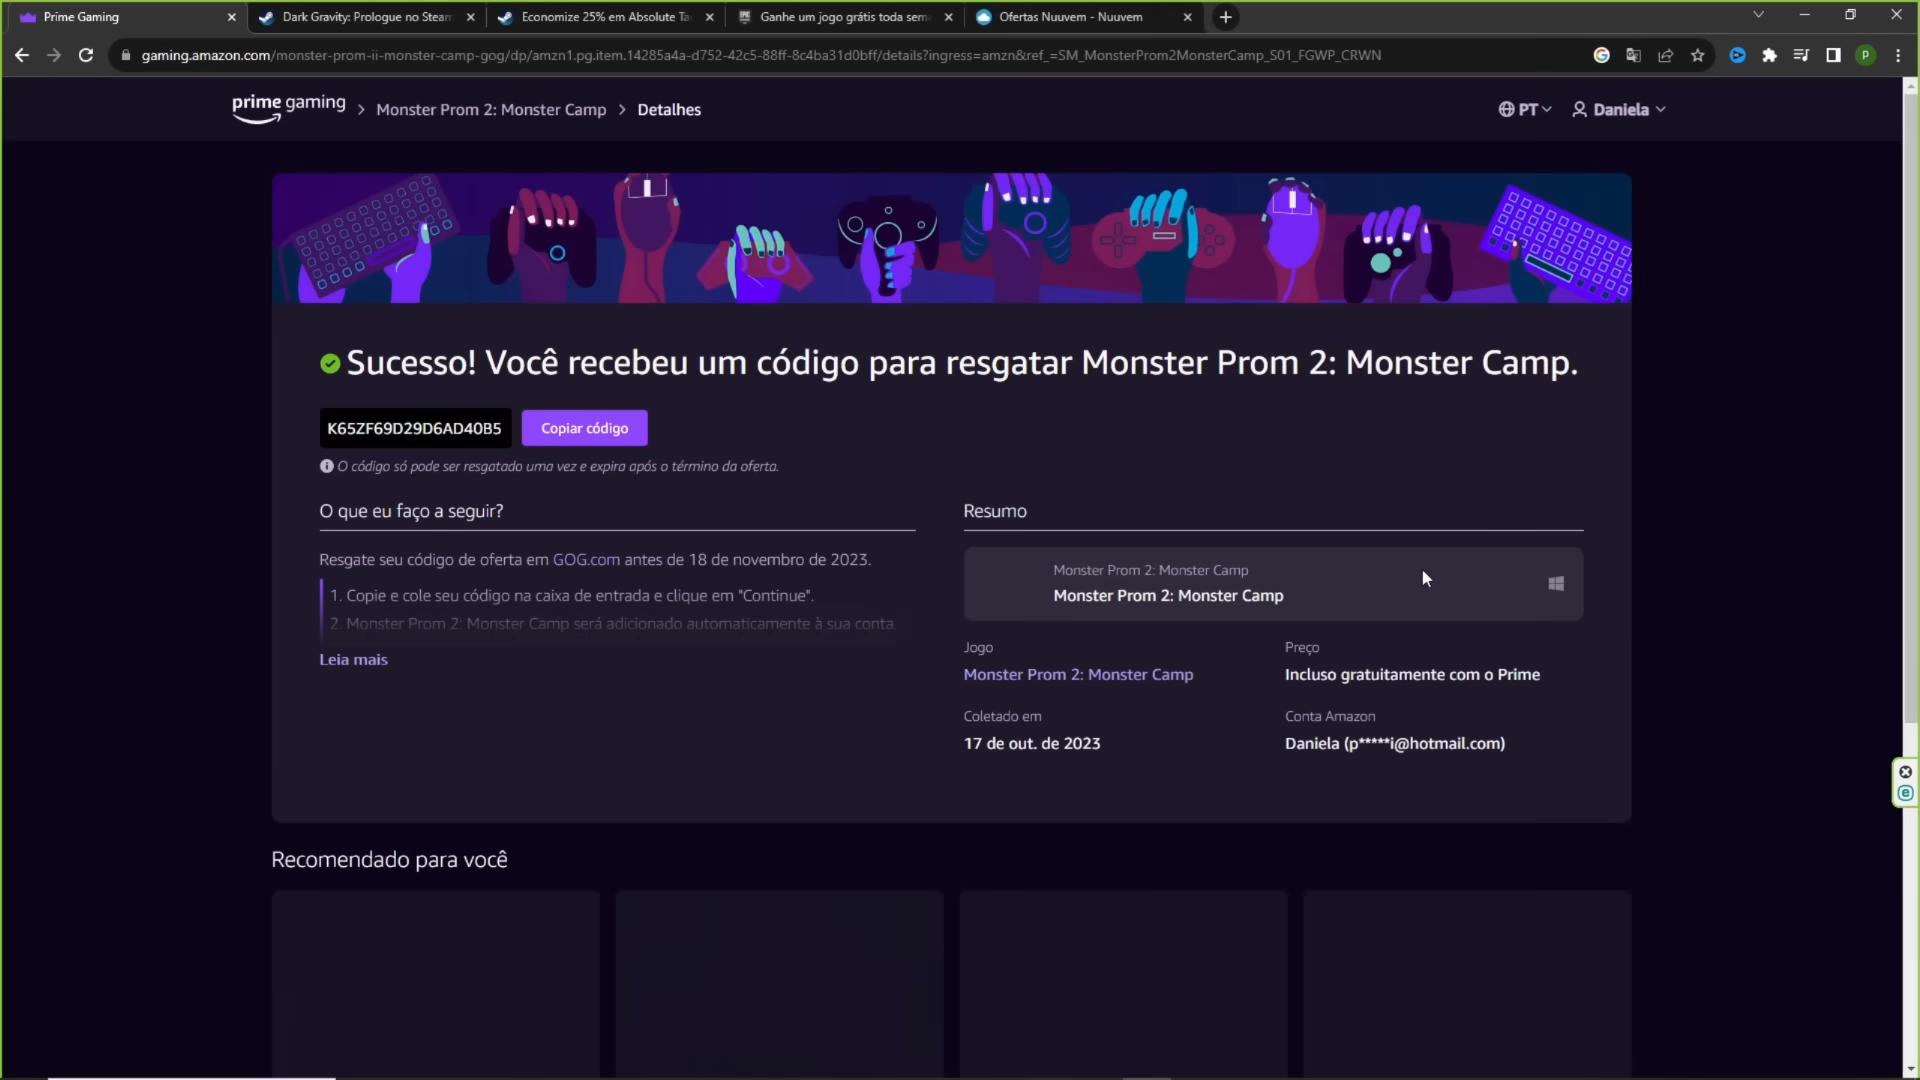 Prime Gaming
Dark Gravity: Prologue no Steam
Economize 25% em Absolute Ta
Ganhe um jogo grátis toda sem
Ofertas Nuuvem - Nuuvem
gaming.amazon.com/monster-prom-ii-monster-camp-gog/dp/amzn1.pg.item.14285a4a-d752-42c5-88ff-8c4ba31d0bff/details?ingress=amzn&ref_=SM_MonsterProm2MonsterCamp_S01_FGWP_CRWN
P
prime gaming > Monster Prom 2: Monster Camp > Detalhes
PT
Daniela
Sucesso! Você recebeu um código para resgatar Monster Prom 2: Monster Camp.
K65ZF69D29D6AD40B5
Copiar código
O código só pode ser resgatado uma vez e expira após o término da oferta.
O que eu faço a seguir?
Resgate seu código de oferta em GOG.com antes de 18 de novembro de 2023.
1. Copie e cole seu código na caixa de entrada e clique em "Continue".
2. Monster Prom 2: Monster Camp será adicionado automaticamente à sua conta.
Leia mais
Resumo
Monster Prom 2: Monster Camp
Monster Prom 2: Monster Camp
Jogo
Monster Prom 2: Monster Camp
Preço
Incluso gratuitamente com o Prime
Coletado em
17 de out. de 2023
Conta Amazon
Daniela (p*****i@hotmail.com)
Recomendado para você